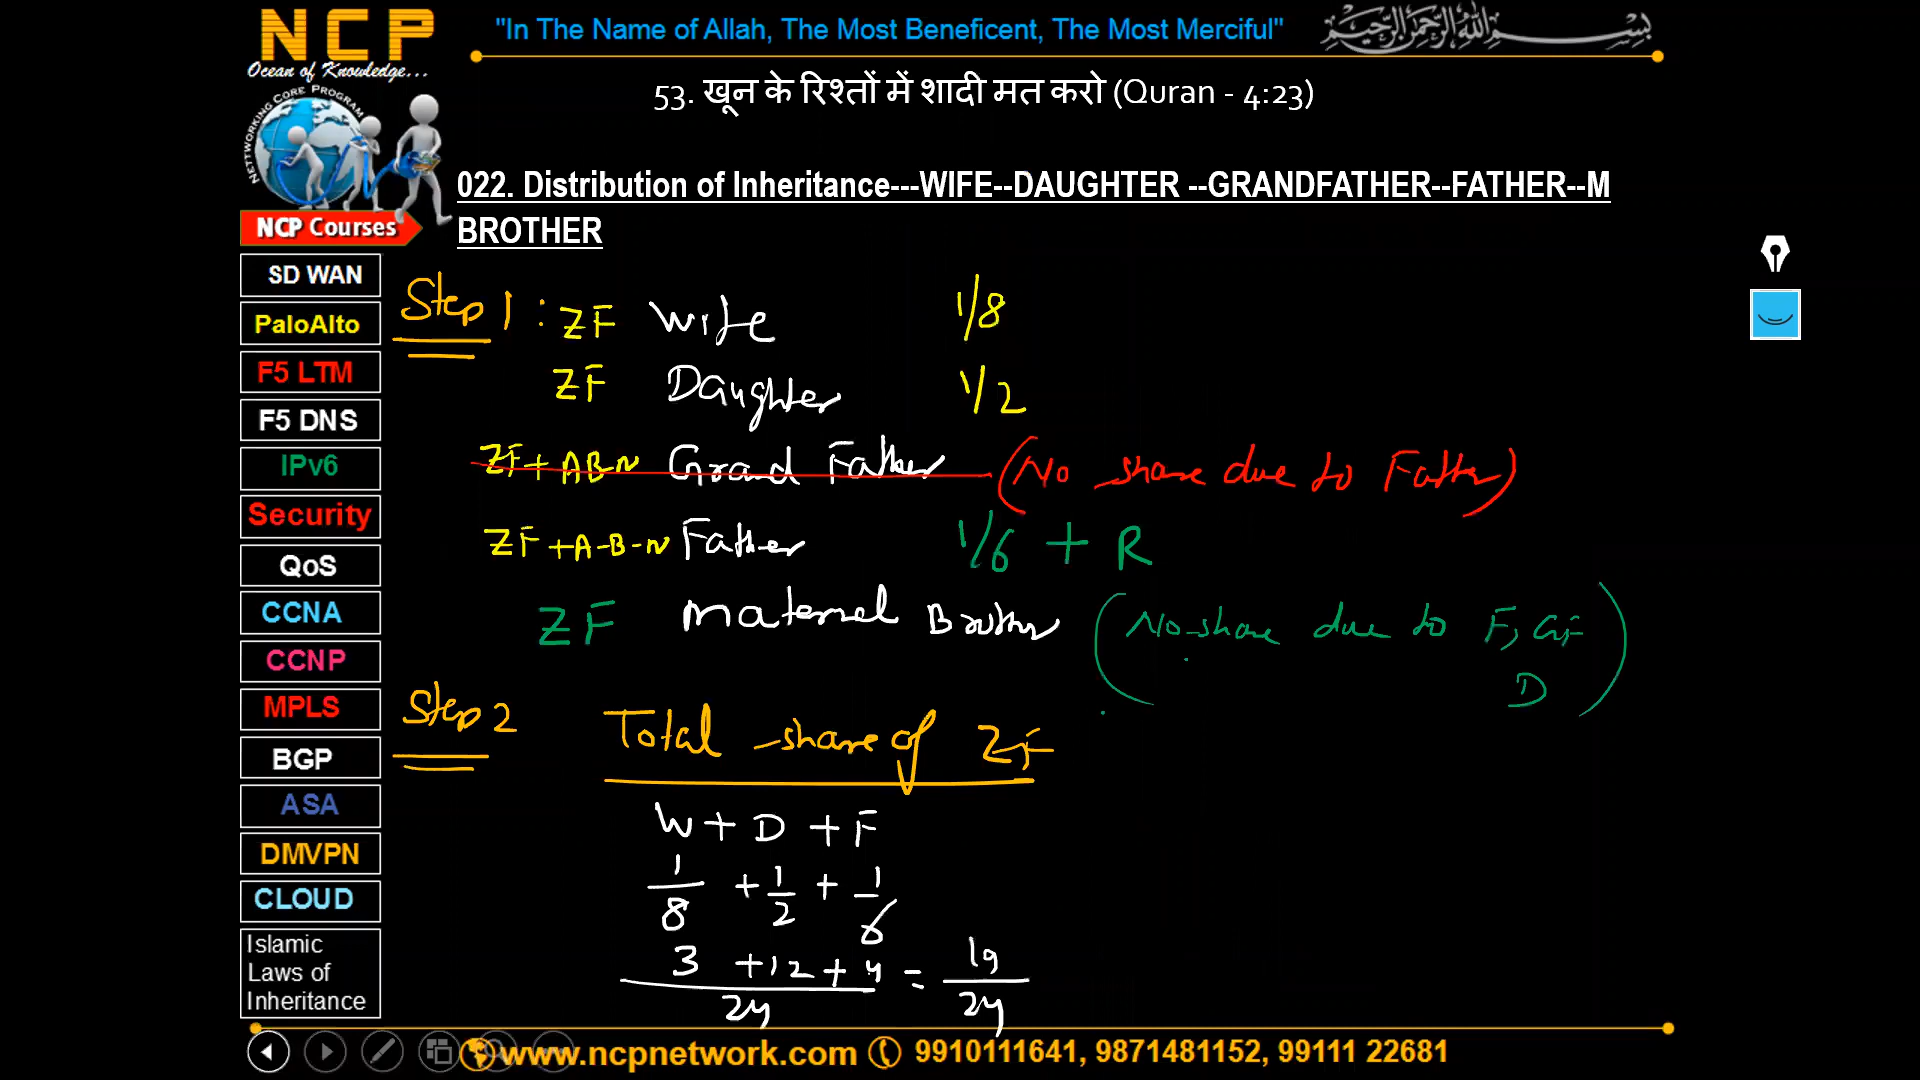 NCP
Ocean of Knowledge...
"In The Name of Allah, The Most Beneficent, The Most Merciful"
بسم الله الرحمن الرحيم
53. खून के रिश्तों में शादी मत करो (Quran - 4:23)
NETTWORKING CORE PROGRAM
NCP Courses
022. Distribution of Inheritance---WIFE--DAUGHTER --GRANDFATHER--FATHER--M
BROTHER
SD WAN
PaloAlto
F5 LTM
F5 DNS
IPv6
Security
QoS
CCNA
CCNP
MPLS
BGP
ASA
DMVPN
CLOUD
Islamic
Laws of
Inheritance
Step 1 : ZF Wife 1/8
ZF Daughter 1/2
ZF + AB-N Grand Father (No share due to Father)
ZF + A-B-N Father 1/6 + R
ZF Maternal Brother (No share due to F, GF
D)
Step 2 Total share of ZF
W + D + F
1/8 + 1/2 + 1/6
3 + 12 + 4 / 24 = 19/24
www.ncpnetwork.com 9910111641, 9871481152, 99111 22681